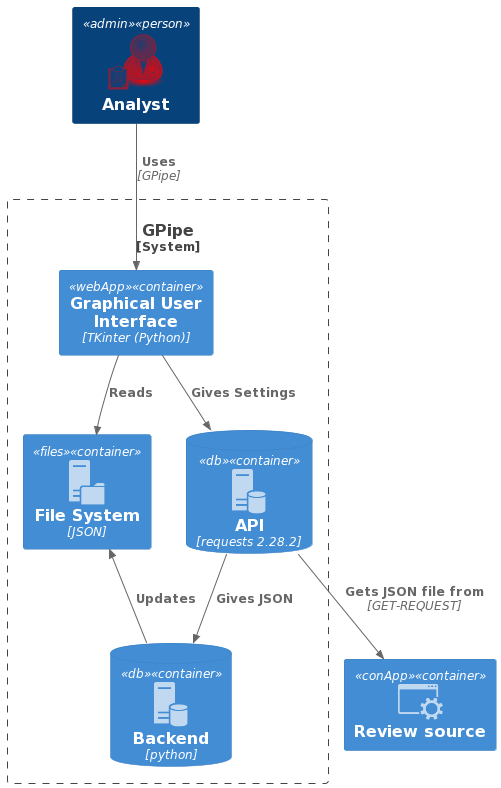 «admin»«person»
Analyst
Uses
[GPipe]
GPipe
[System]
«webApp»«container»
Graphical User
Interface
[TKinter (Python)]
Reads
Gives Settings
«files»«container»
File System
[JSON]
«db»«container»
API
[requests 2.28.2]
Updates
Gives JSON
Gets JSON file from
[GET-REQUEST]
«db»«container»
Backend
[python]
«conApp»«container»
Review source